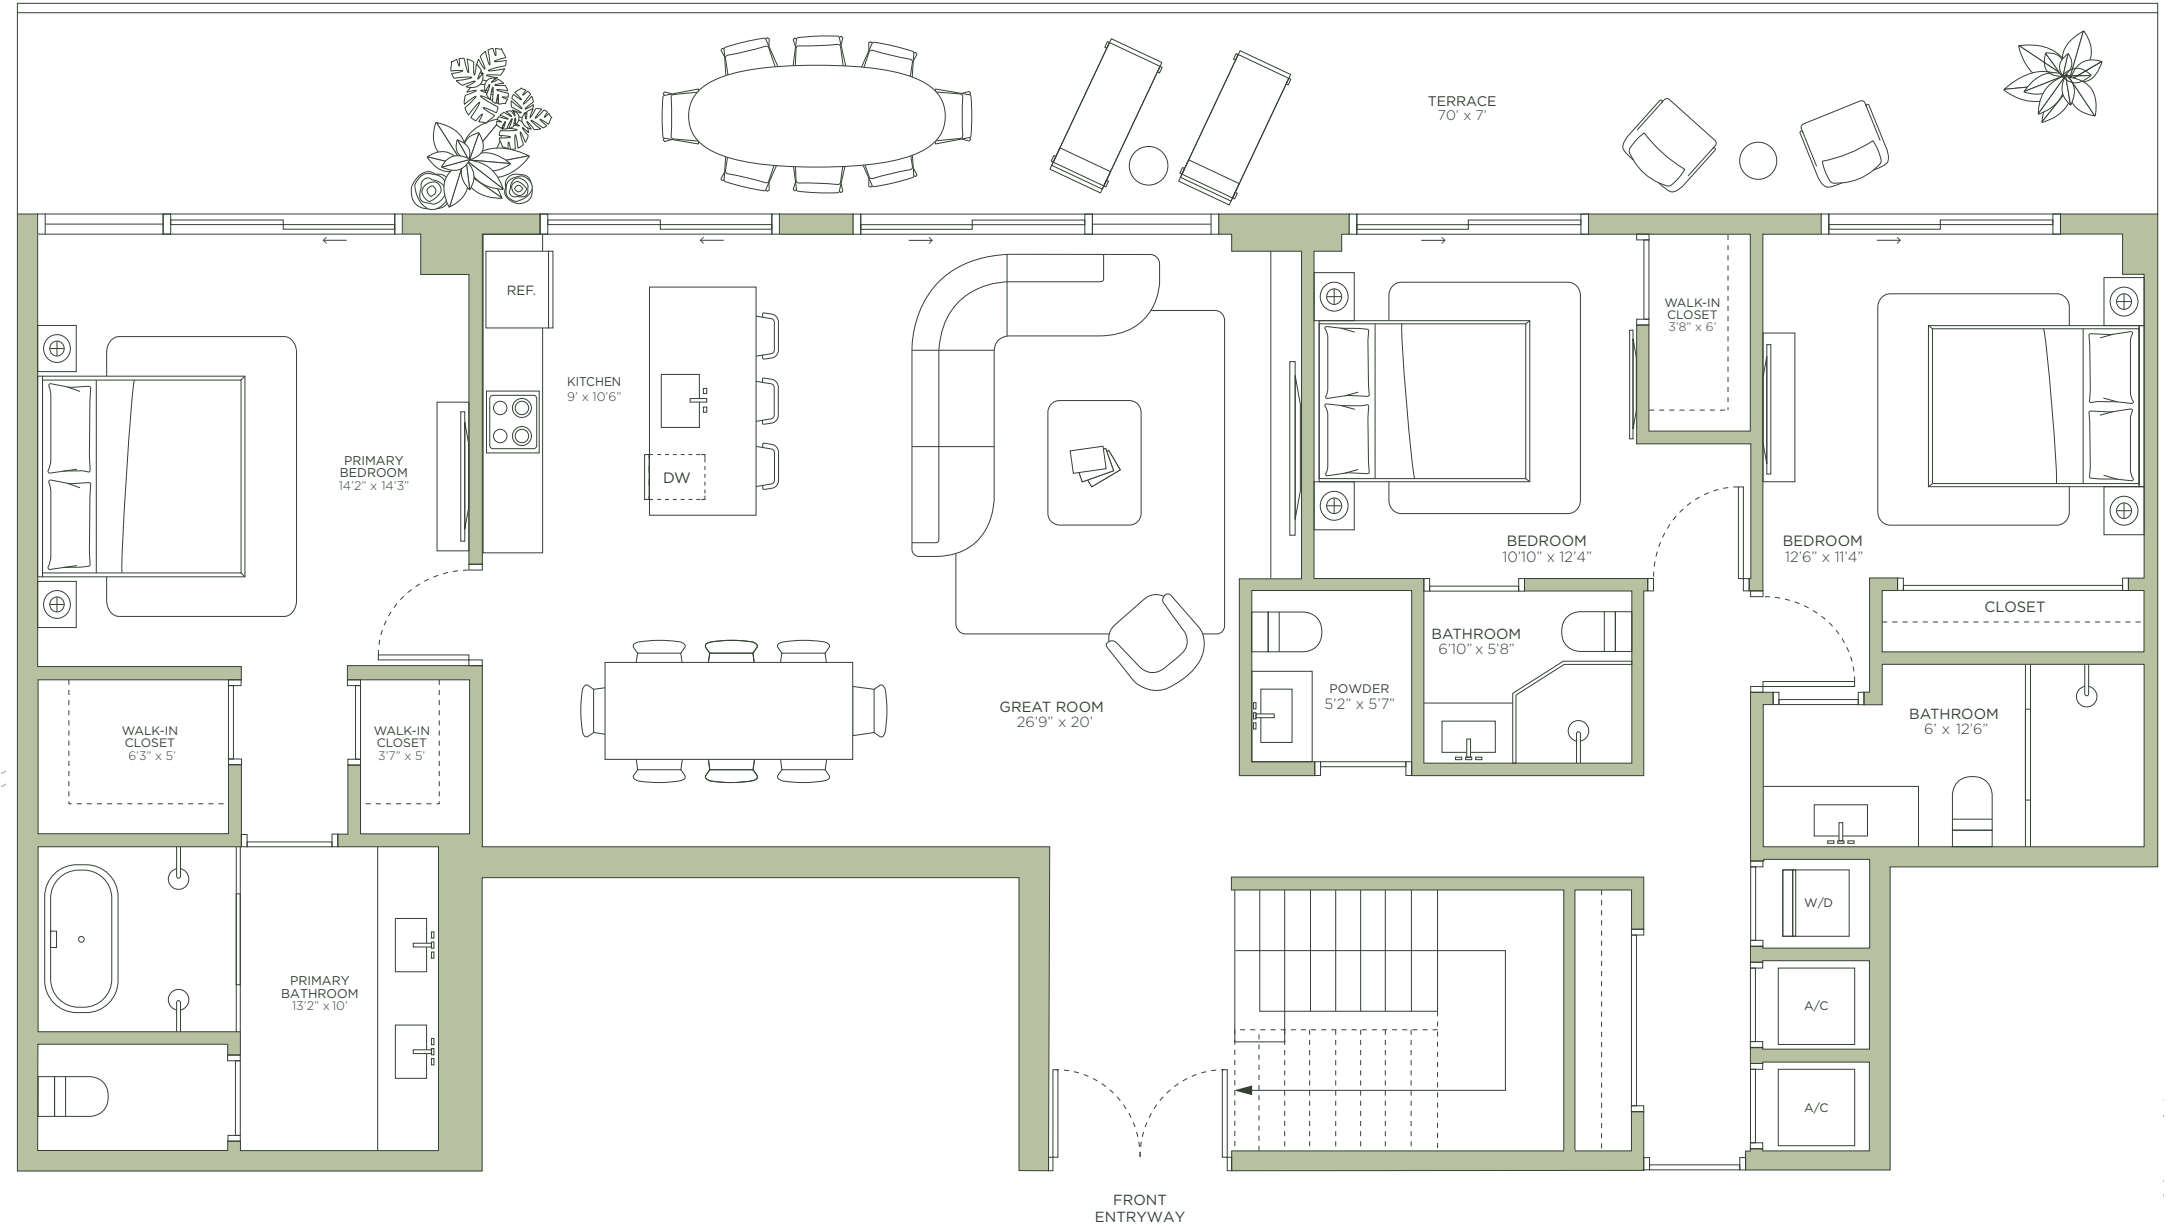 TERRACE
70' x 7'
REF.
KITCHEN
9' x 10'6"
DW
PRIMARY
BEDROOM
14'2" x 14'3"
WALK-IN
CLOSET
3'8" x 6'
BEDROOM
10'10" x 12'4"
BEDROOM
12'6" x 11'4"
CLOSET
BATHROOM
6'10" x 5'8"
POWDER
5'2" x 5'7"
GREAT ROOM
26'9" x 20'
WALK-IN
CLOSET
6'3" x 5'
WALK-IN
CLOSET
3'7" x 5'
BATHROOM
6' x 12'6"
PRIMARY
BATHROOM
13'2" x 10'
W/D
A/C
A/C
FRONT
ENTRYWAY